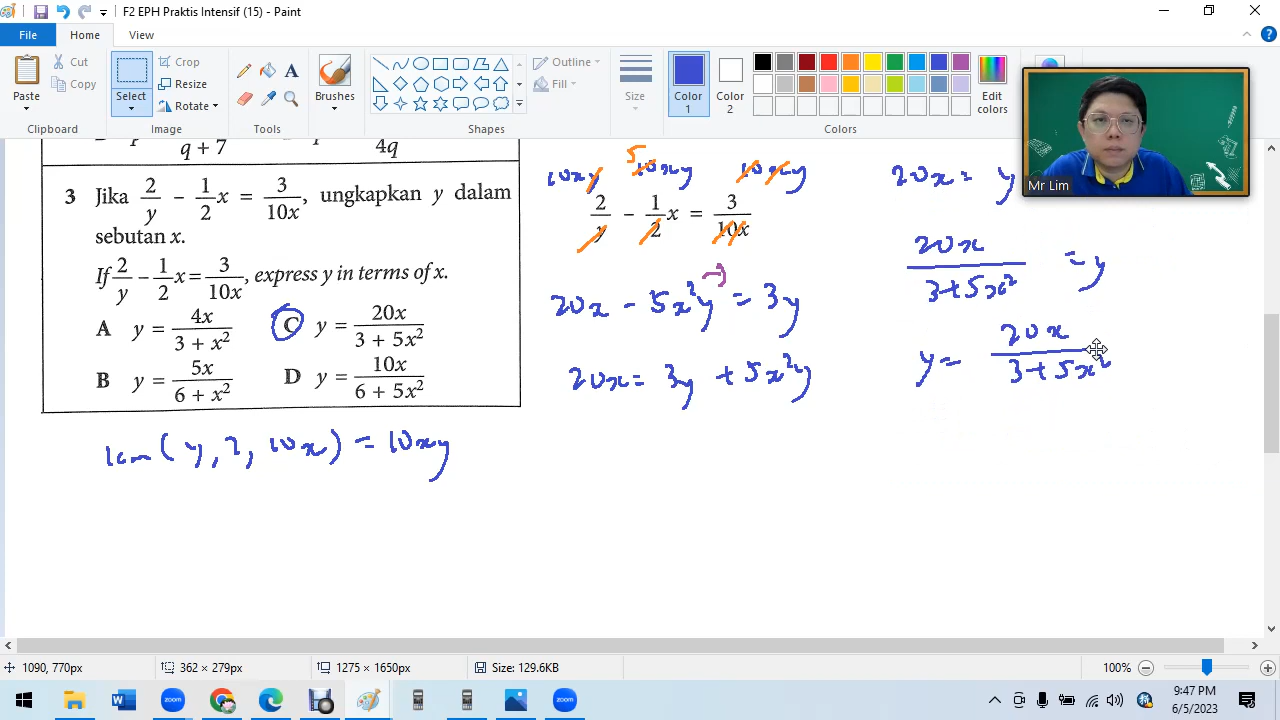 F2 EPH Praktis Intensif (15) - Paint
File Home View
Paste
Cut
Copy
Clipboard
Select
Crop
Resize
Rotate
Image
Tools
Brushes
Shapes
Outline
Fill
Size
Color 1
Color 2
Edit colors
Colors
Mr Lim
q + 7
4q
3 Jika 2/y − 1/2 x = 3/10x, ungkapkan y dalam
sebutan x.
If 2/y − 1/2 x = 3/10x, express y in terms of x.
A y = 4x/(3 + x²) C y = 20x/(3 + 5x²)
B y = 5x/(6 + x²) D y = 10x/(6 + 5x²)
lcm (y, 2, 10x) = 10xy
10xy 5 10xy 10xy
2/y − 1/2 x = 3/10x
20x − 5x²y = 3y
20x = 3y + 5x²y
20x = y
20x/(3+5x²) = y
y = 20x/(3+5x²)
1090, 770px 362 × 279px 1275 × 1650px Size: 129.6KB 100%
zoom
W
zoom
9:47 PM
6/5/2023